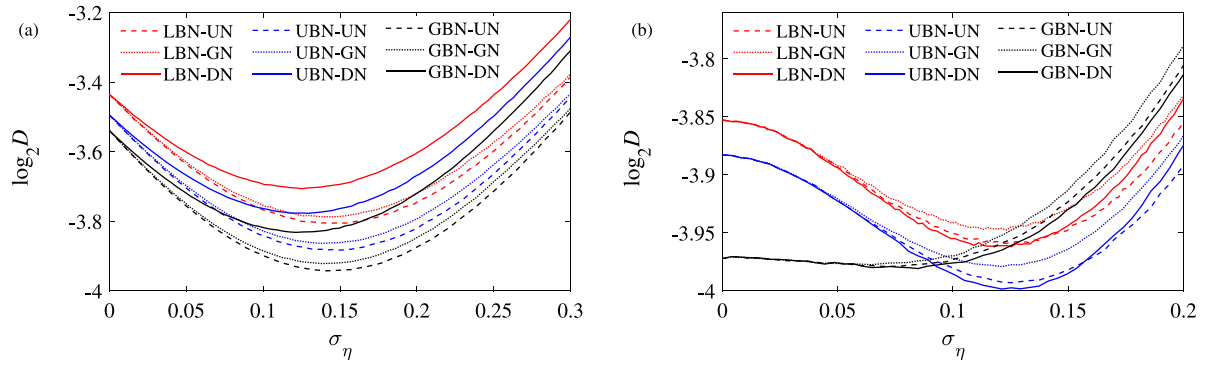 (a)
-3.2
-3.4
-3.6
-3.8
-4
log₂D
LBN-UN UBN-UN GBN-UN
LBN-GN UBN-GN GBN-GN
LBN-DN UBN-DN GBN-DN
0 0.05 0.1 0.15 0.2 0.25 0.3
σ_η
(b)
-3.8
-3.85
-3.9
-3.95
-4
log₂D
LBN-UN UBN-UN GBN-UN
LBN-GN UBN-GN GBN-GN
LBN-DN UBN-DN GBN-DN
0 0.05 0.1 0.15 0.2
σ_η